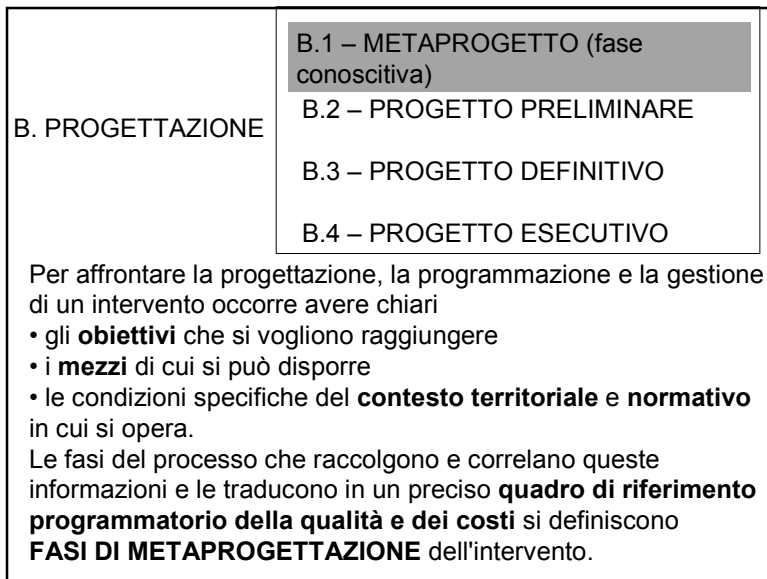 B. PROGETTAZIONE
B.1 – METAPROGETTO (fase
conoscitiva)
B.2 – PROGETTO PRELIMINARE
B.3 – PROGETTO DEFINITIVO
B.4 – PROGETTO ESECUTIVO
Per affrontare la progettazione, la programmazione e la gestione
di un intervento occorre avere chiari
• gli obiettivi che si vogliono raggiungere
• i mezzi di cui si può disporre
• le condizioni specifiche del contesto territoriale e normativo
in cui si opera.
Le fasi del processo che raccolgono e correlano queste
informazioni e le traducono in un preciso quadro di riferimento
programmatorio della qualità e dei costi si definiscono
FASI DI METAPROGETTAZIONE dell'intervento.